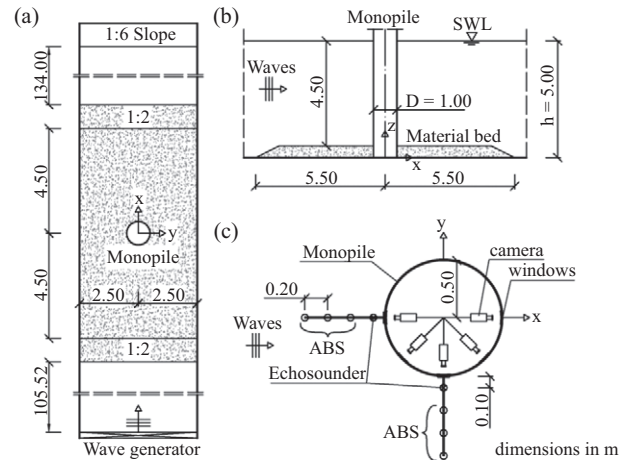 (a)
1:6 Slope
134.00
1:2
4.50
x
y
Monopile
4.50
2.50
2.50
1:2
105.52
Wave generator
(b)
Monopile
SWL
Waves
4.50
D = 1.00
h = 5.00
z
Material bed
x
5.50
5.50
(c)
y
Monopile
camera
windows
0.20
0.50
x
Waves
ABS
Echosounder
0.10
ABS
dimensions in m